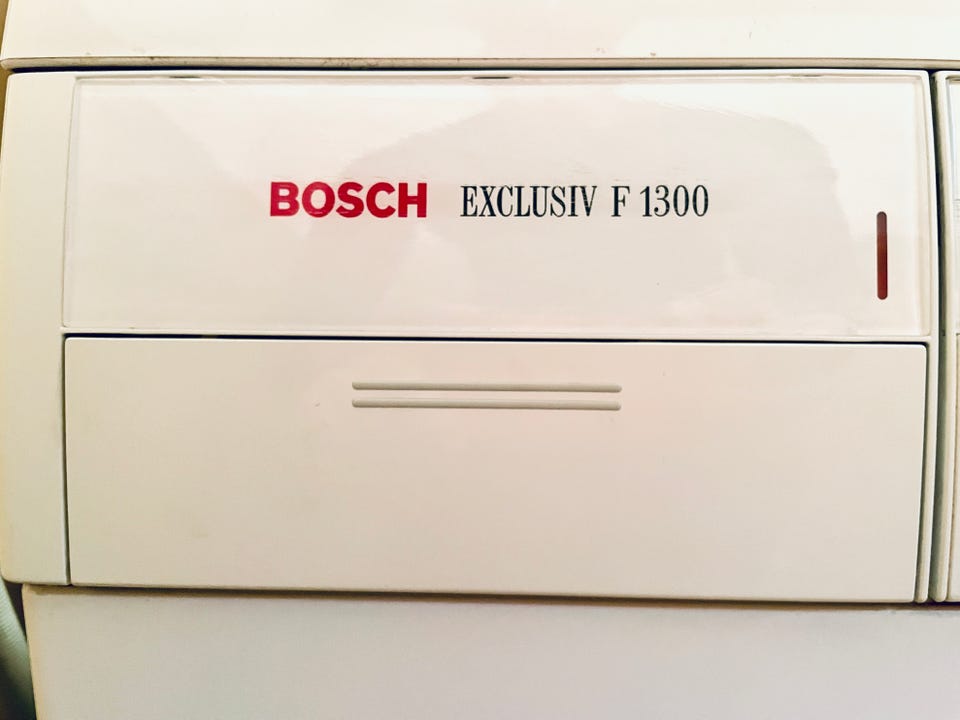 BOSCH EXCLUSIV F 1300